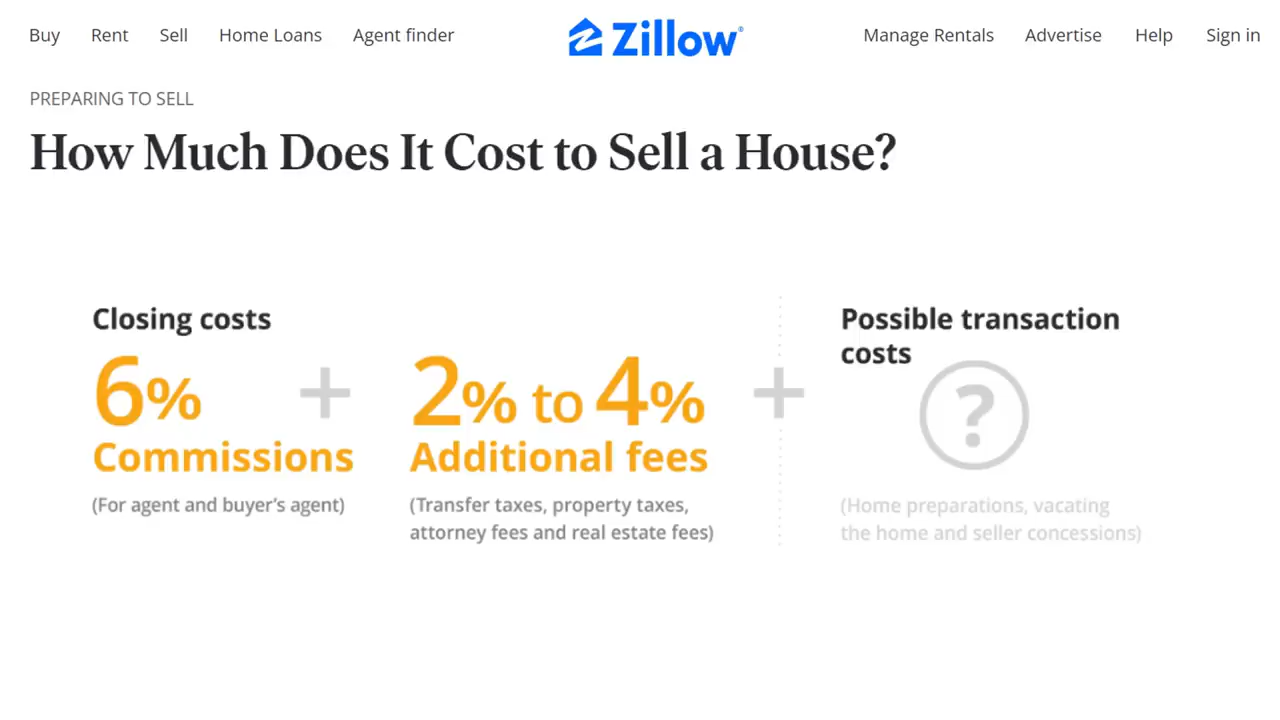 Buy Rent Sell Home Loans Agent finder Zillow® Manage Rentals Advertise Help Sign in
PREPARING TO SELL
How Much Does It Cost to Sell a House?
Closing costs
6% + 2% to 4% +
Commissions Additional fees
(For agent and buyer's agent) (Transfer taxes, property taxes,
attorney fees and real estate fees)
Possible transaction
costs
?
(Home preparations, vacating
the home and seller concessions)